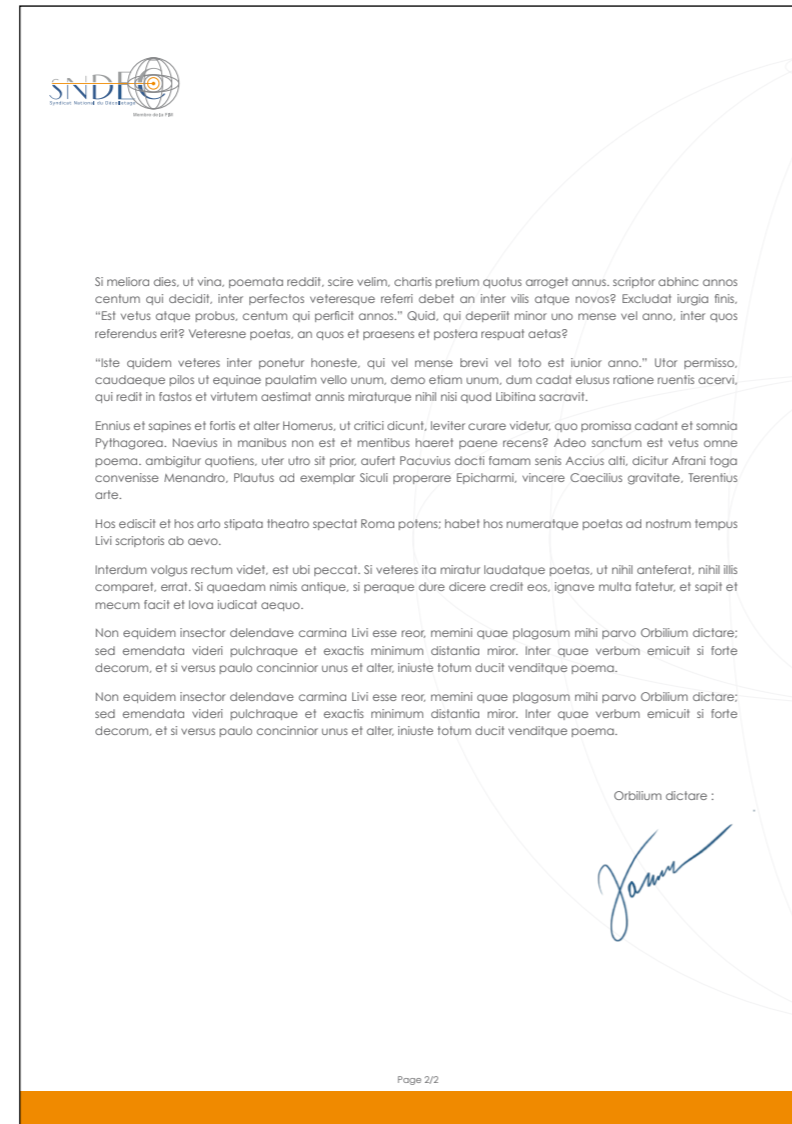 SNDEC
Syndicat National du Décolletage
Membre de la FIM
Si meliora dies, ut vina, poemata reddit, scire velim, chartis pretium quotus arroget annus. scriptor abhinc annos
centum qui decidit, inter perfectos veteresque referri debet an inter vilis atque novos? Excludat iurgia finis,
“Est vetus atque probus, centum qui perficit annos.” Quid, qui deperiit minor uno mense vel anno, inter quos
referendus erit? Veteresne poetas, an quos et praesens et postera respuat aetas?
“Iste quidem veteres inter ponetur honeste, qui vel mense brevi vel toto est iunior anno.” Utor permisso,
caudaeque pilos ut equinae paulatim vello unum, demo etiam unum, dum cadat elusus ratione ruentis acervi,
qui redit in fastos et virtutem aestimat annis miraturque nihil nisi quod Libitina sacravit.
Ennius et sapines et fortis et alter Homerus, ut critici dicunt, leviter curare videtur, quo promissa cadant et somnia
Pythagorea. Naevius in manibus non est et mentibus haeret paene recens? Adeo sanctum est vetus omne
poema. ambigitur quotiens, uter utro sit prior, aufert Pacuvius docti famam senis Accius alti, dicitur Afrani toga
convenisse Menandro, Plautus ad exemplar Siculi properare Epicharmi, vincere Caecilius gravitate, Terentius
arte.
Hos ediscit et hos arto stipata theatro spectat Roma potens; habet hos numeratque poetas ad nostrum tempus
Livi scriptoris ab aevo.
Interdum volgus rectum videt, est ubi peccat. Si veteres ita miratur laudatque poetas, ut nihil anteferat, nihil illis
comparet, errat. Si quaedam nimis antique, si peraque dure dicere credit eos, ignave multa fatetur, et sapit et
mecum facit et Iova iudicat aequo.
Non equidem insector delendave carmina Livi esse reor, memini quae plagosum mihi parvo Orbilium dictare;
sed emendata videri pulchraque et exactis minimum distantia miror. Inter quae verbum emicuit si forte
decorum, et si versus paulo concinnior unus et alter, iniuste totum ducit venditque poema.
Non equidem insector delendave carmina Livi esse reor, memini quae plagosum mihi parvo Orbilium dictare;
sed emendata videri pulchraque et exactis minimum distantia miror. Inter quae verbum emicuit si forte
decorum, et si versus paulo concinnior unus et alter, iniuste totum ducit venditque poema.
Orbilium dictare :
Page 2/2